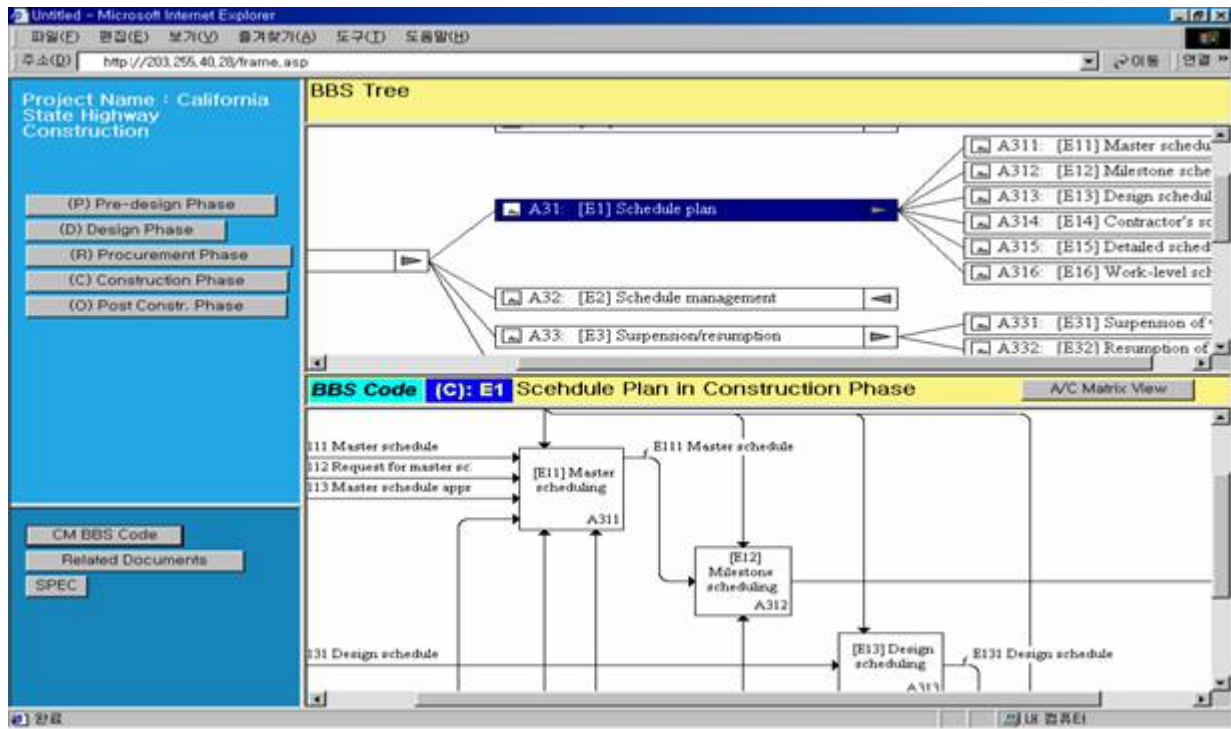 Untitled - Microsoft Internet Explorer
파일(F) 편집(E) 보기(V) 즐겨찾기(A) 도구(T) 도움말(H)
주소(D) http://203.255.40.28/frame.asp 이동 연결 »
Project Name : California
State Highway
Construction
(P) Pre-design Phase
(D) Design Phase
(R) Procurement Phase
(C) Construction Phase
(O) Post Constr. Phase
CM BBS Code
Related Documents
SPEC
BBS Tree
A31: [E1] Schedule plan
A32: [E2] Schedule management
A33: [E3] Suspension/resumption
A311: [E11] Master schedu
A312: [E12] Milestone sche
A313: [E13] Design schedul
A314: [E14] Contractor's sc
A315: [E15] Detailed sched
A316: [E16] Work-level sch
A331: [E31] Suspension of
A332: [E32] Resumption of
BBS Code (C): E1 Scehdule Plan in Construction Phase A/C Matrix View
111 Master schedule
112 Request for master sc.
113 Master schedule appr
[E11] Master
scheduling
A311
E111 Master schedule
[E12]
Milestone
scheduling
A312
131 Design schedule
[E13] Design
scheduling
A313
E131 Design schedule
완료 내 컴퓨터